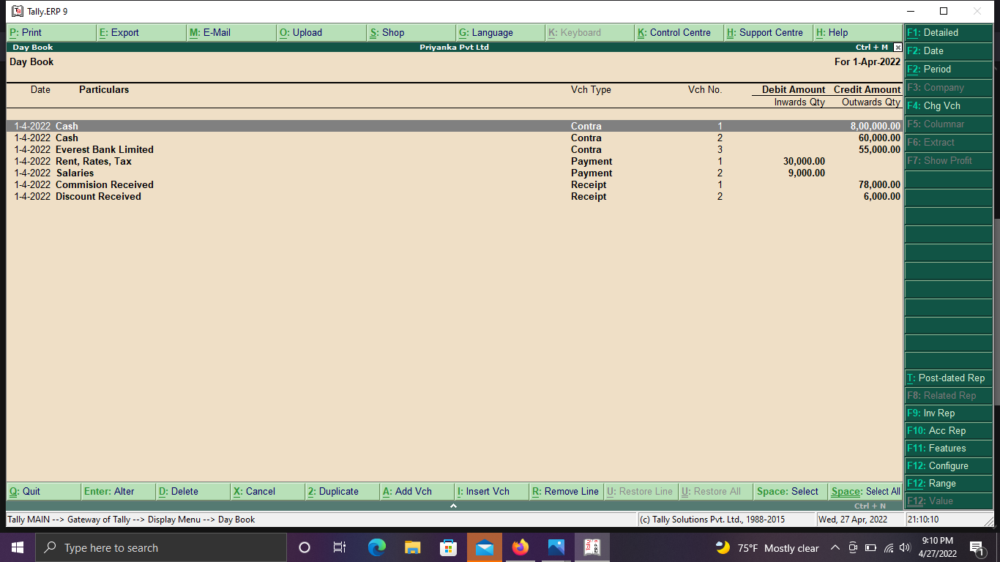 Tally.ERP 9
P: Print E: Export M: E-Mail O: Upload S: Shop G: Language K: Keyboard K: Control Centre H: Support Centre H: Help
Day Book Priyanka Pvt Ltd Ctrl + M
Day Book For 1-Apr-2022
Date Particulars Vch Type Vch No. Debit Amount Credit Amount
Inwards Qty Outwards Qty
1-4-2022 Cash Contra 1 8,00,000.00
1-4-2022 Cash Contra 2 60,000.00
1-4-2022 Everest Bank Limited Contra 3 55,000.00
1-4-2022 Rent, Rates, Tax Payment 1 30,000.00
1-4-2022 Salaries Payment 2 9,000.00
1-4-2022 Commision Received Receipt 1 78,000.00
1-4-2022 Discount Received Receipt 2 6,000.00
F1: Detailed
F2: Date
F2: Period
F3: Company
F4: Chg Vch
F5: Columnar
F6: Extract
F7: Show Profit
T: Post-dated Rep
F8: Related Rep
F9: Inv Rep
F10: Acc Rep
F11: Features
F12: Configure
F12: Range
F12: Value
Q: Quit Enter: Alter D: Delete X: Cancel 2: Duplicate A: Add Vch I: Insert Vch R: Remove Line U: Restore Line U: Restore All Space: Select Space: Select All
Ctrl + N
Tally MAIN --> Gateway of Tally --> Display Menu --> Day Book (c) Tally Solutions Pvt. Ltd., 1988-2015 Wed, 27 Apr, 2022 21:10:10
Type here to search Tally ERP 9 75°F Mostly clear 9:10 PM
4/27/2022 1